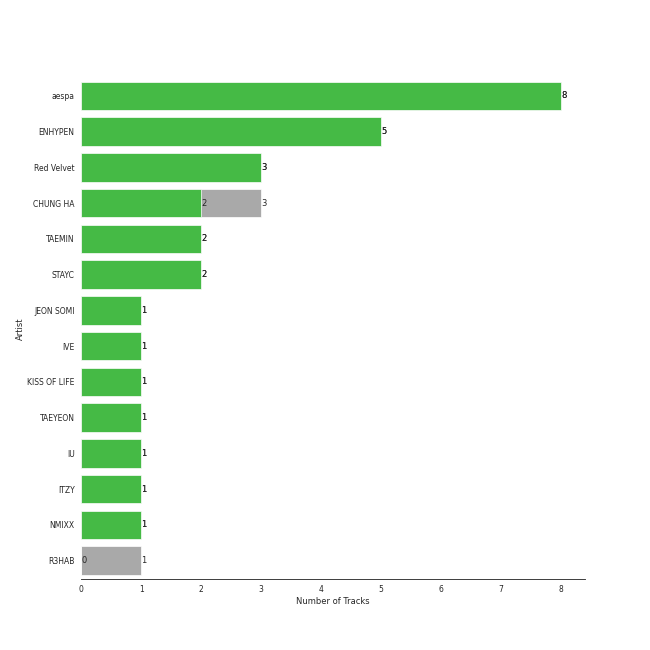 aespa 8
ENHYPEN 5
Red Velvet 3
CHUNG HA 2 3
TAEMIN 2
STAYC 2
JEON SOMI 1
IVE 1
KISS OF LIFE 1
TAEYEON 1
IU 1
ITZY 1
NMIXX 1
R3HAB 0 1
Artist
0 1 2 3 4 5 6 7 8
Number of Tracks